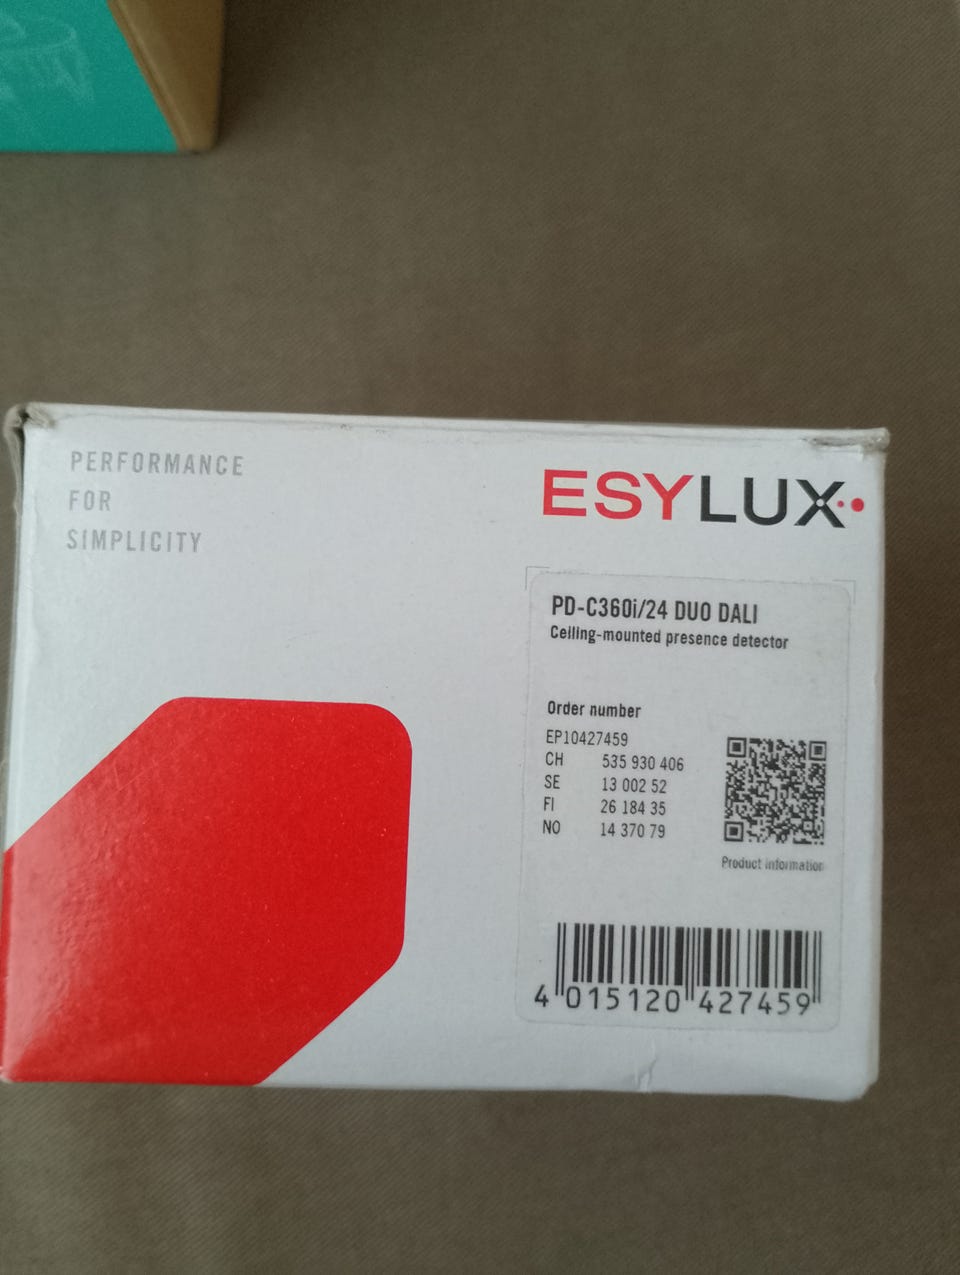 PERFORMANCE
FOR
SIMPLICITY
ESYLUX
PD-C360i/24 DUO DALI
Ceiling-mounted presence detector
Order number
EP10427459
CH 535 930 406
SE 13 002 52
FI 26 184 35
NO 14 370 79
Product information
4 015120 427459